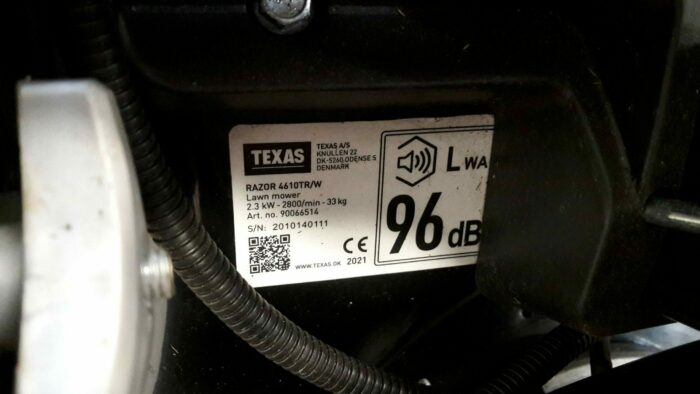 TEXAS
TEXAS A/S
KNULLEN 22
DK-5260 ODENSE S
DENMARK
RAZOR 4610TR/W
Lawn mower
2.3 kW - 2800/min - 33 kg
Art. no. 90066514
S/N: 2010140111
CE
WWW.TEXAS.DK 2021
LWA
96 dB